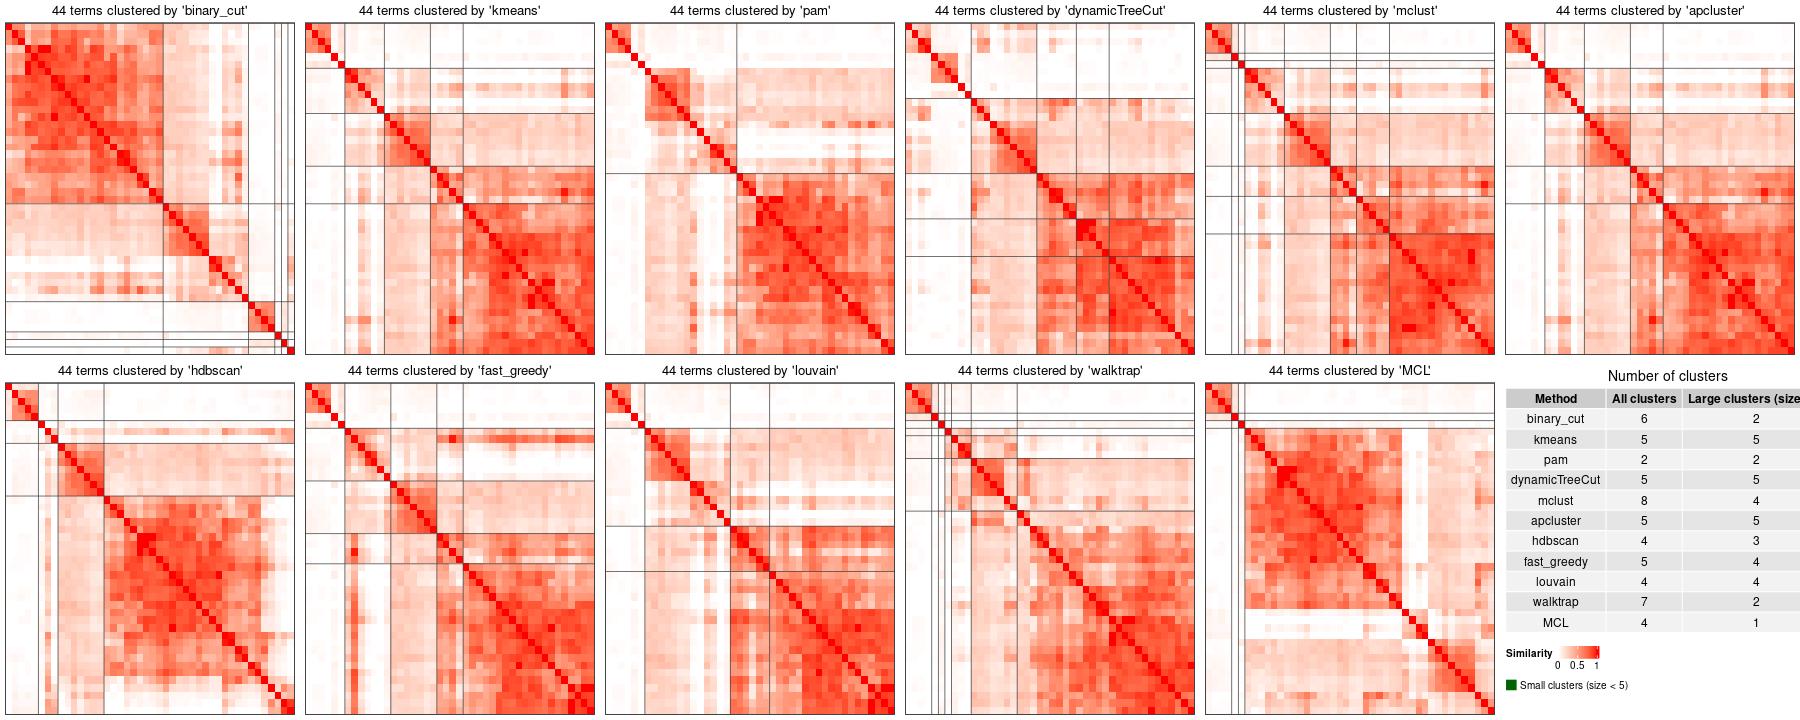 44 terms clustered by 'binary_cut'
44 terms clustered by 'kmeans'
44 terms clustered by 'pam'
44 terms clustered by 'dynamicTreeCut'
44 terms clustered by 'mclust'
44 terms clustered by 'apcluster'
44 terms clustered by 'hdbscan'
44 terms clustered by 'fast_greedy'
44 terms clustered by 'louvain'
44 terms clustered by 'walktrap'
44 terms clustered by 'MCL'
Number of clusters
Method All clusters Large clusters (size
binary_cut 6 2
kmeans 5 5
pam 2 2
dynamicTreeCut 5 5
mclust 8 4
apcluster 5 5
hdbscan 4 3
fast_greedy 5 4
louvain 4 4
walktrap 7 2
MCL 4 1
Similarity
0 0.5 1
Small clusters (size < 5)